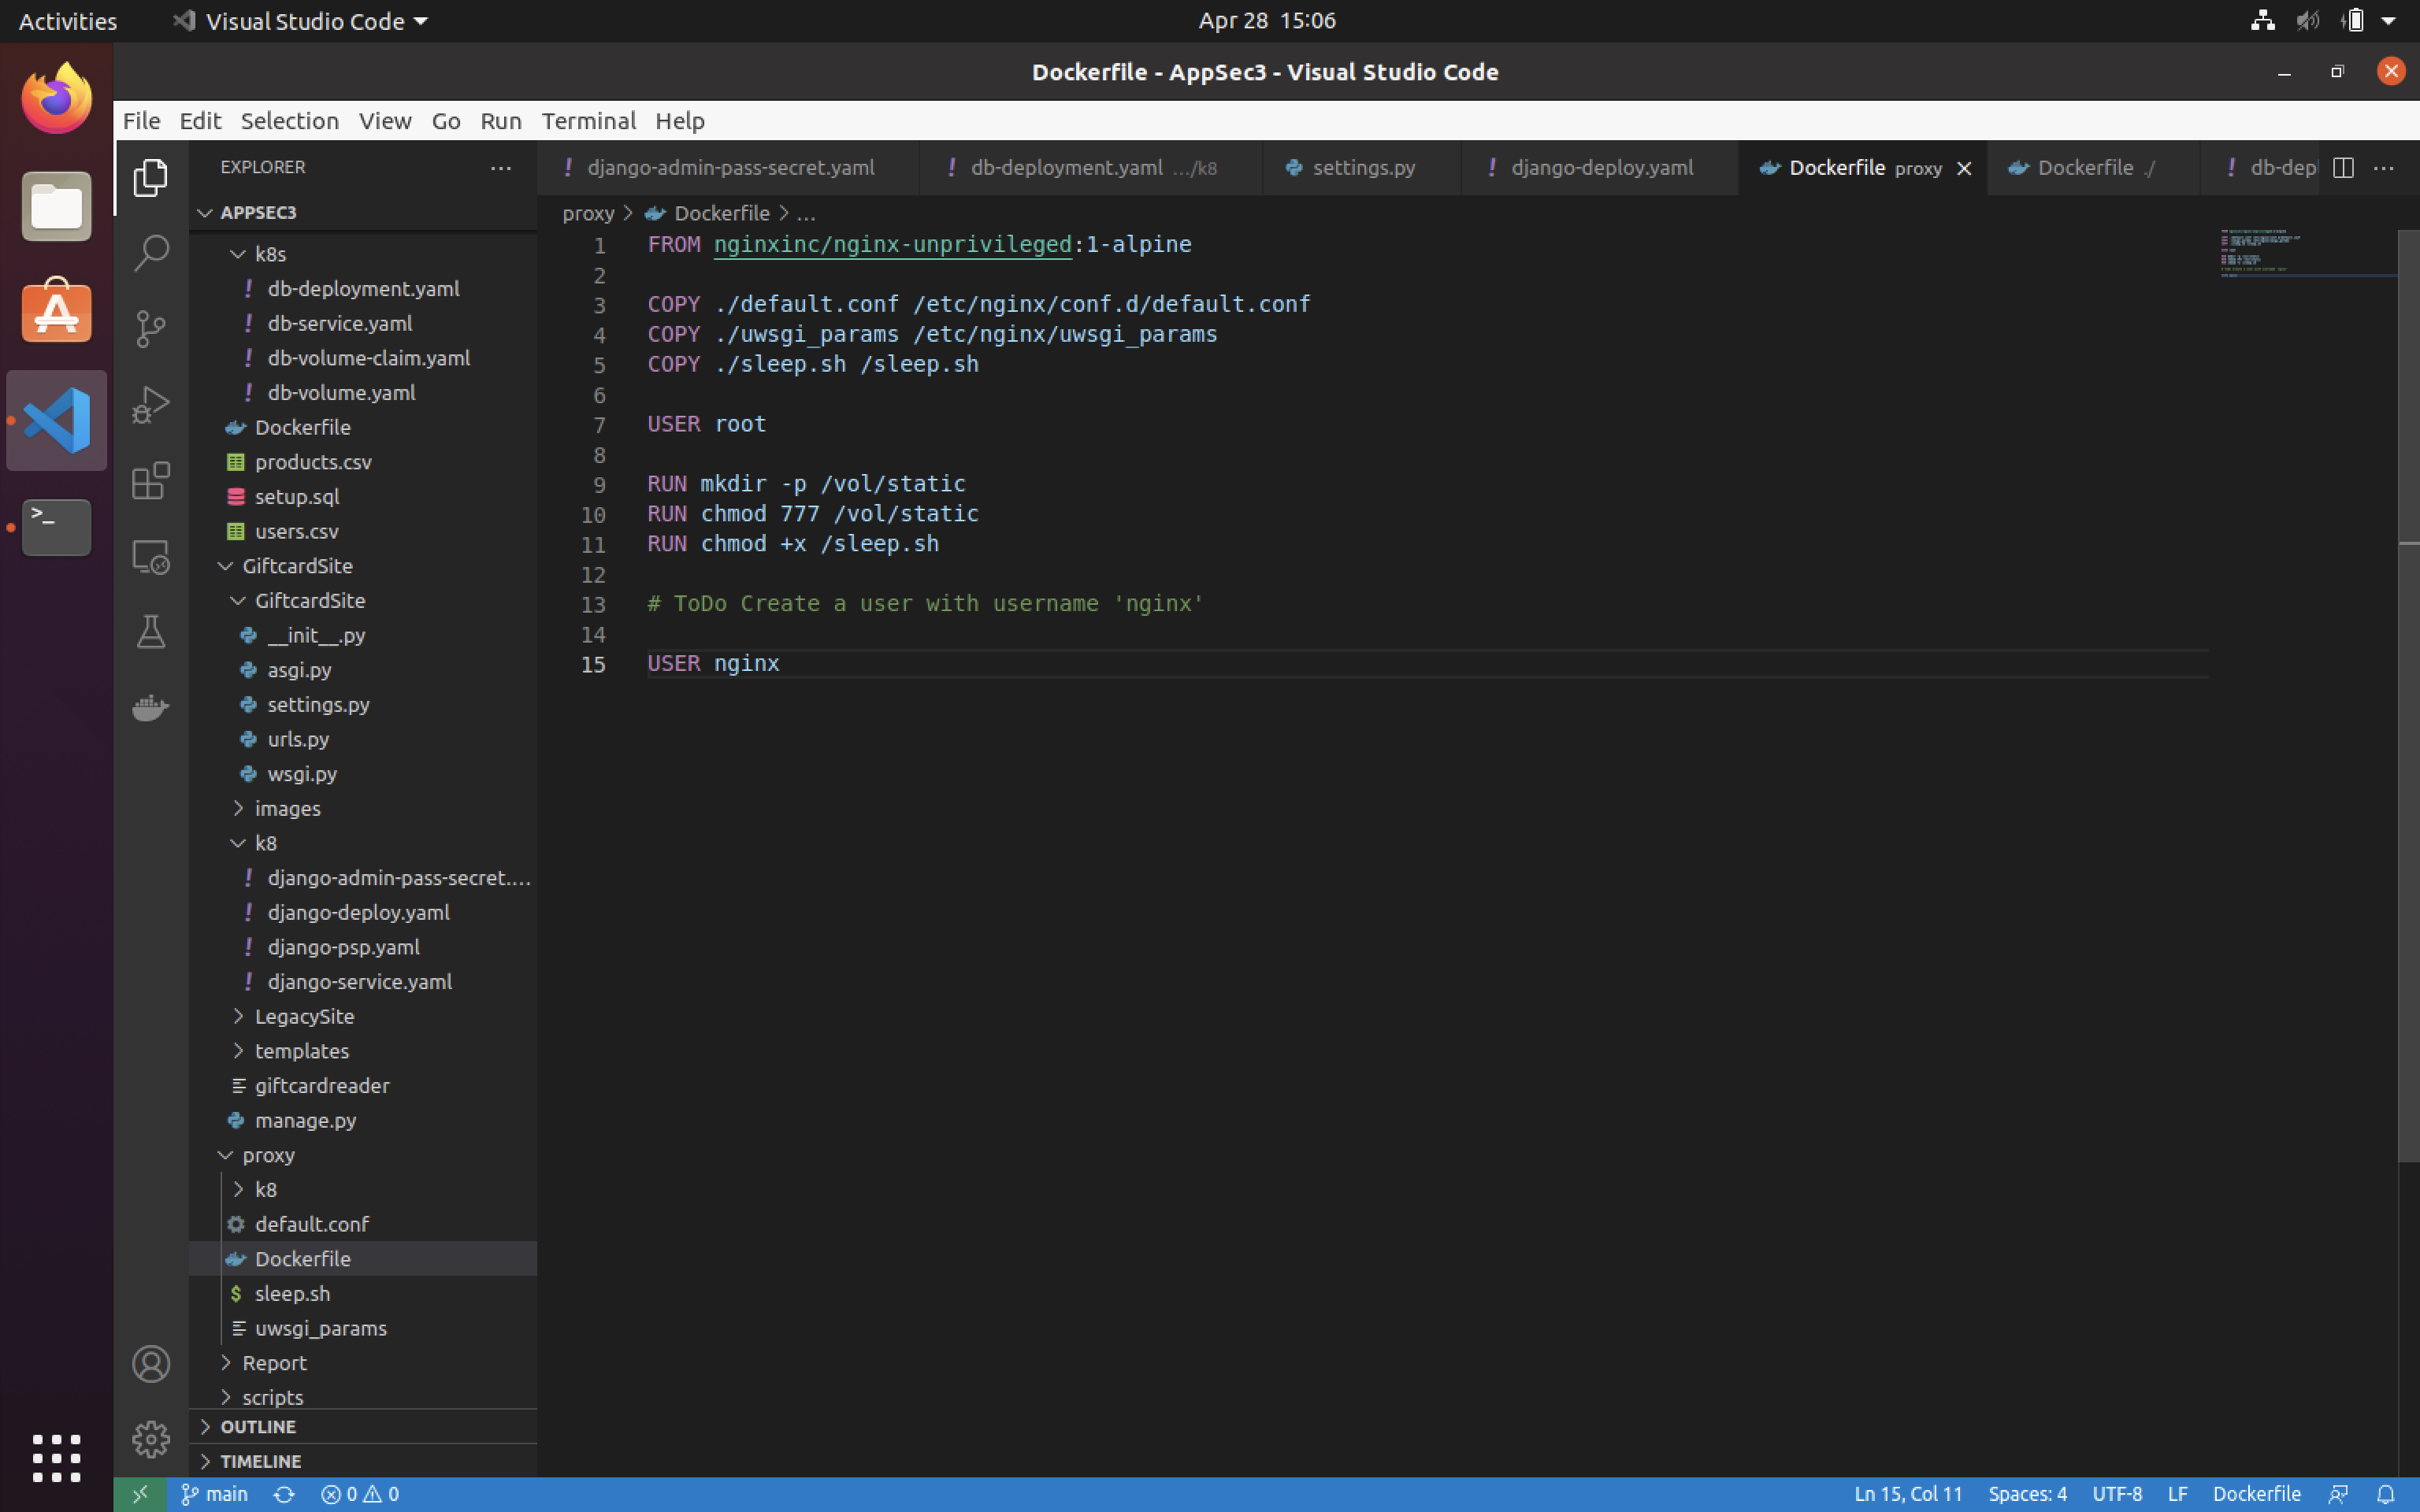 Activities
Visual Studio Code
Apr 28 15:06
Dockerfile - AppSec3 - Visual Studio Code
File Edit Selection View Go Run Terminal Help
EXPLORER
APPSEC3
k8s
! db-deployment.yaml
! db-service.yaml
! db-volume-claim.yaml
! db-volume.yaml
Dockerfile
products.csv
setup.sql
users.csv
GiftcardSite
GiftcardSite
__init__.py
asgi.py
settings.py
urls.py
wsgi.py
images
k8
! django-admin-pass-secret....
! django-deploy.yaml
! django-psp.yaml
! django-service.yaml
LegacySite
templates
giftcardreader
manage.py
proxy
k8
default.conf
Dockerfile
$ sleep.sh
uwsgi_params
Report
scripts
OUTLINE
TIMELINE
! django-admin-pass-secret.yaml
! db-deployment.yaml .../k8
settings.py
! django-deploy.yaml
Dockerfile proxy
Dockerfile ./
! db-depl
proxy > Dockerfile > ...
1 FROM nginxinc/nginx-unprivileged:1-alpine
2
3 COPY ./default.conf /etc/nginx/conf.d/default.conf
4 COPY ./uwsgi_params /etc/nginx/uwsgi_params
5 COPY ./sleep.sh /sleep.sh
6
7 USER root
8
9 RUN mkdir -p /vol/static
10 RUN chmod 777 /vol/static
11 RUN chmod +x /sleep.sh
12
13 # ToDo Create a user with username 'nginx'
14
15 USER nginx
main
0 0
Ln 15, Col 11
Spaces: 4
UTF-8
LF
Dockerfile